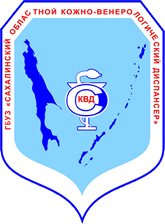 ГБУЗ «САХАЛИНСКИЙ ОБЛАСТНОЙ КОЖНО-ВЕНЕРОЛОГИЧЕСКИЙ ДИСПАНСЕР»
КВД